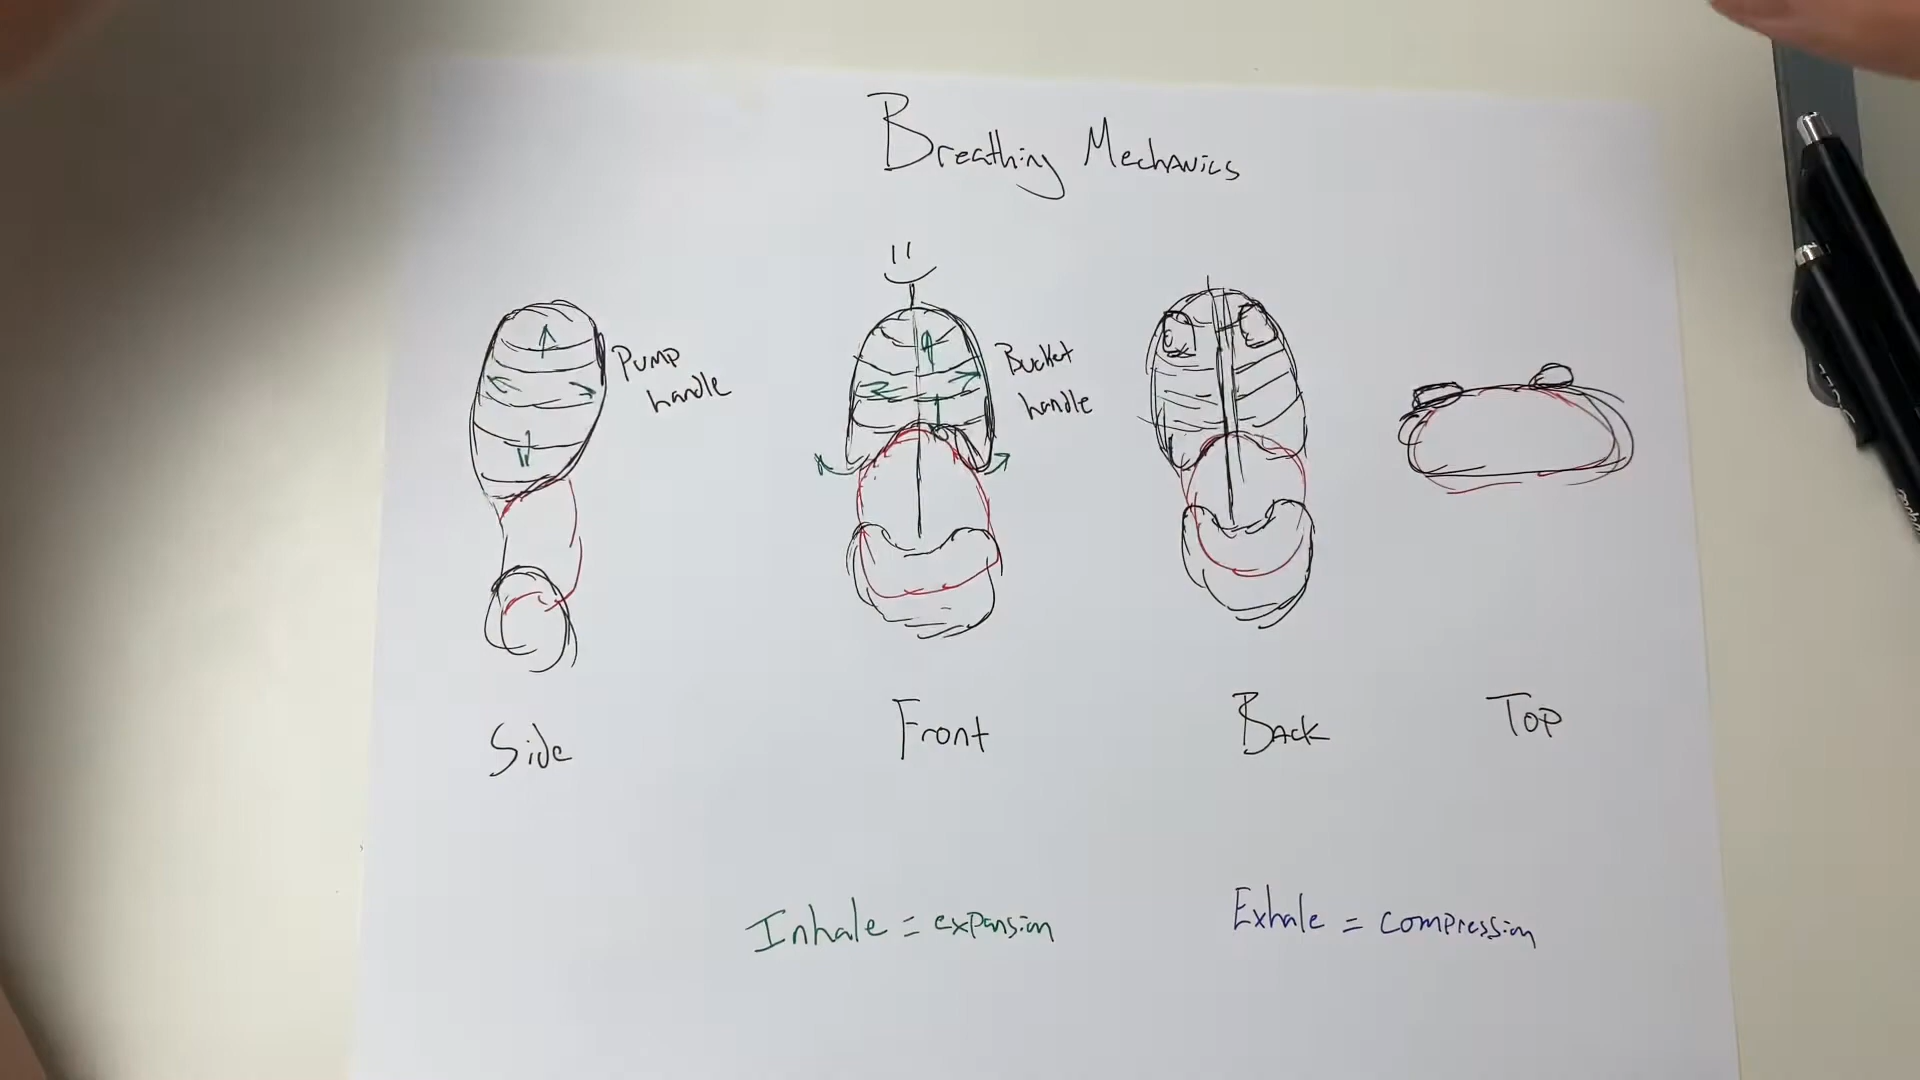 Breathing Mechanics
Pump
handle
Bucket
handle
Side
Front
Back
Top
Inhale = expansion
Exhale = compression